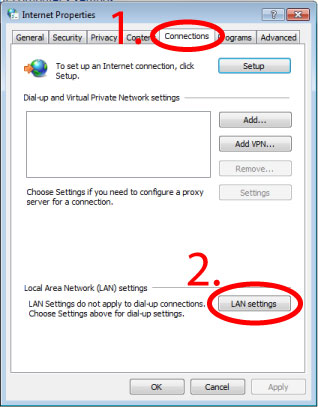 Internet Properties
1.
General Security Privacy Content Connections Programs Advanced
To set up an Internet connection, click
Setup.
Setup
Dial-up and Virtual Private Network settings
Add...
Add VPN...
Remove...
Choose Settings if you need to configure a proxy
server for a connection.
Settings
2.
Local Area Network (LAN) settings
LAN Settings do not apply to dial-up connections.
Choose Settings above for dial-up settings.
LAN settings
OK Cancel Apply